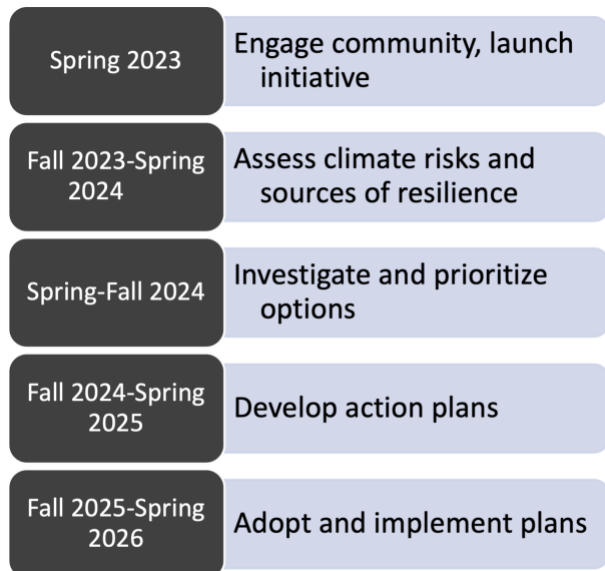 Spring 2023
Engage community, launch
initiative
Fall 2023-Spring
2024
Assess climate risks and
sources of resilience
Spring-Fall 2024
Investigate and prioritize
options
Fall 2024-Spring
2025
Develop action plans
Fall 2025-Spring
2026
Adopt and implement plans